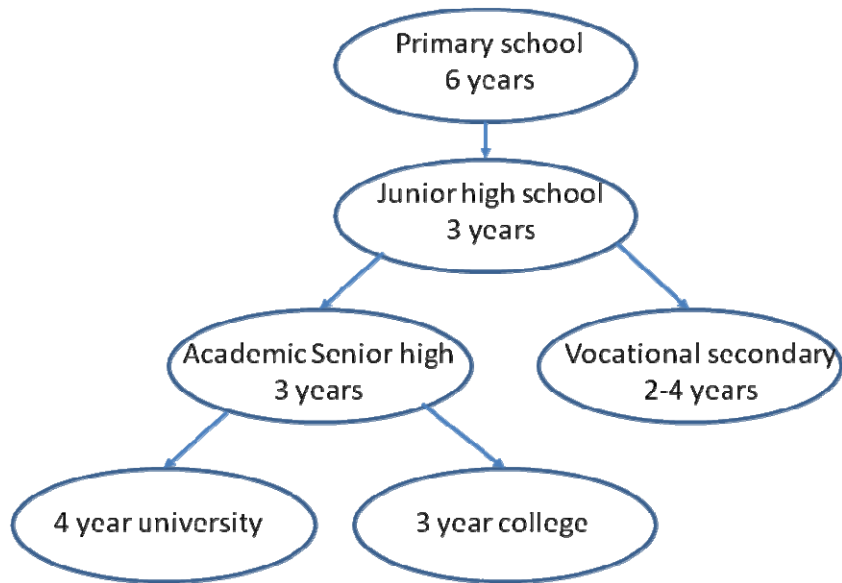 Primary school
6 years
Junior high school
3 years
Academic Senior high
3 years
Vocational secondary
2-4 years
4 year university
3 year college